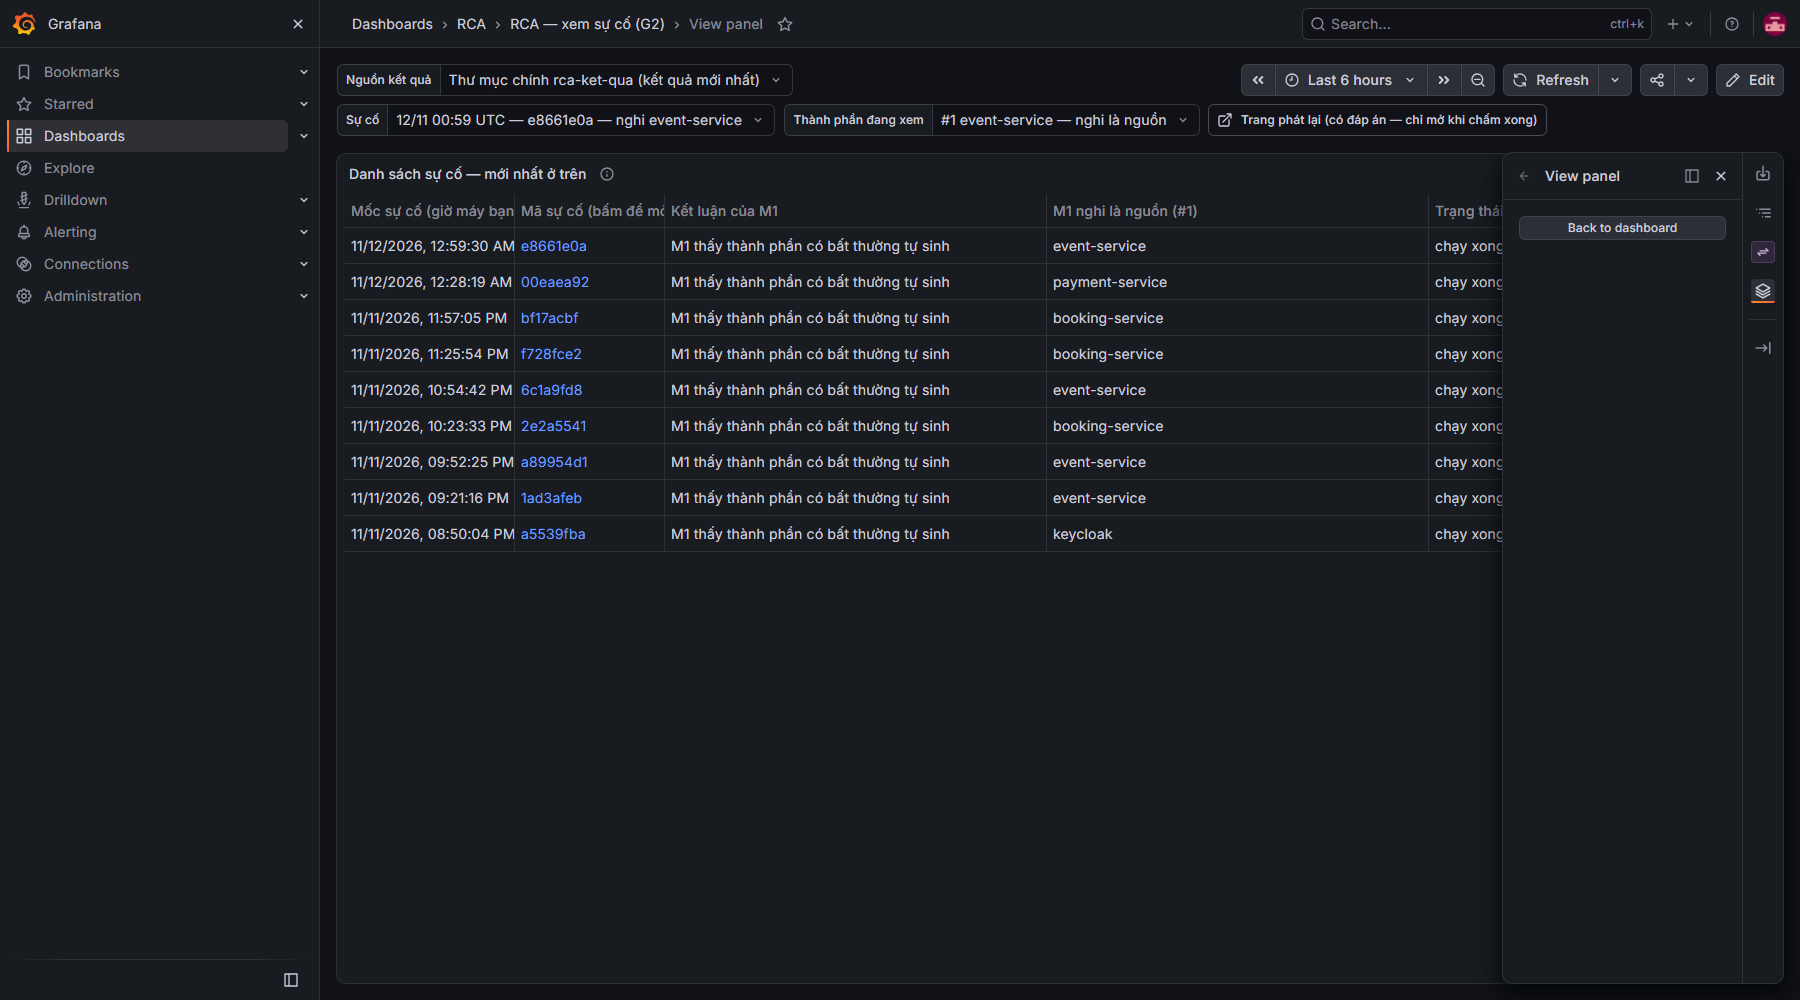 Grafana
Dashboards › RCA › RCA — xem sự cố (G2) › View panel
Search... ctrl+k
Bookmarks
Starred
Dashboards
Explore
Drilldown
Alerting
Connections
Administration
Nguồn kết quả Thư mục chính rca-ket-qua (kết quả mới nhất)
Last 6 hours Refresh Edit
Sự cố 12/11 00:59 UTC — e8661e0a — nghi event-service Thành phần đang xem #1 event-service — nghi là nguồn Trang phát lại (có đáp án — chỉ mở khi chấm xong)
Danh sách sự cố — mới nhất ở trên
Mốc sự cố (giờ máy bạn Mã sự cố (bấm để mở Kết luận của M1 M1 nghi là nguồn (#1) Trạng thái
11/12/2026, 12:59:30 AM e8661e0a M1 thấy thành phần có bất thường tự sinh event-service chạy xong
11/12/2026, 12:28:19 AM 00eaea92 M1 thấy thành phần có bất thường tự sinh payment-service chạy xong
11/11/2026, 11:57:05 PM bf17acbf M1 thấy thành phần có bất thường tự sinh booking-service chạy xong
11/11/2026, 11:25:54 PM f728fce2 M1 thấy thành phần có bất thường tự sinh booking-service chạy xong
11/11/2026, 10:54:42 PM 6c1a9fd8 M1 thấy thành phần có bất thường tự sinh event-service chạy xong
11/11/2026, 10:23:33 PM 2e2a5541 M1 thấy thành phần có bất thường tự sinh booking-service chạy xong
11/11/2026, 09:52:25 PM a89954d1 M1 thấy thành phần có bất thường tự sinh event-service chạy xong
11/11/2026, 09:21:16 PM 1ad3afeb M1 thấy thành phần có bất thường tự sinh event-service chạy xong
11/11/2026, 08:50:04 PM a5539fba M1 thấy thành phần có bất thường tự sinh keycloak chạy xong
View panel
Back to dashboard